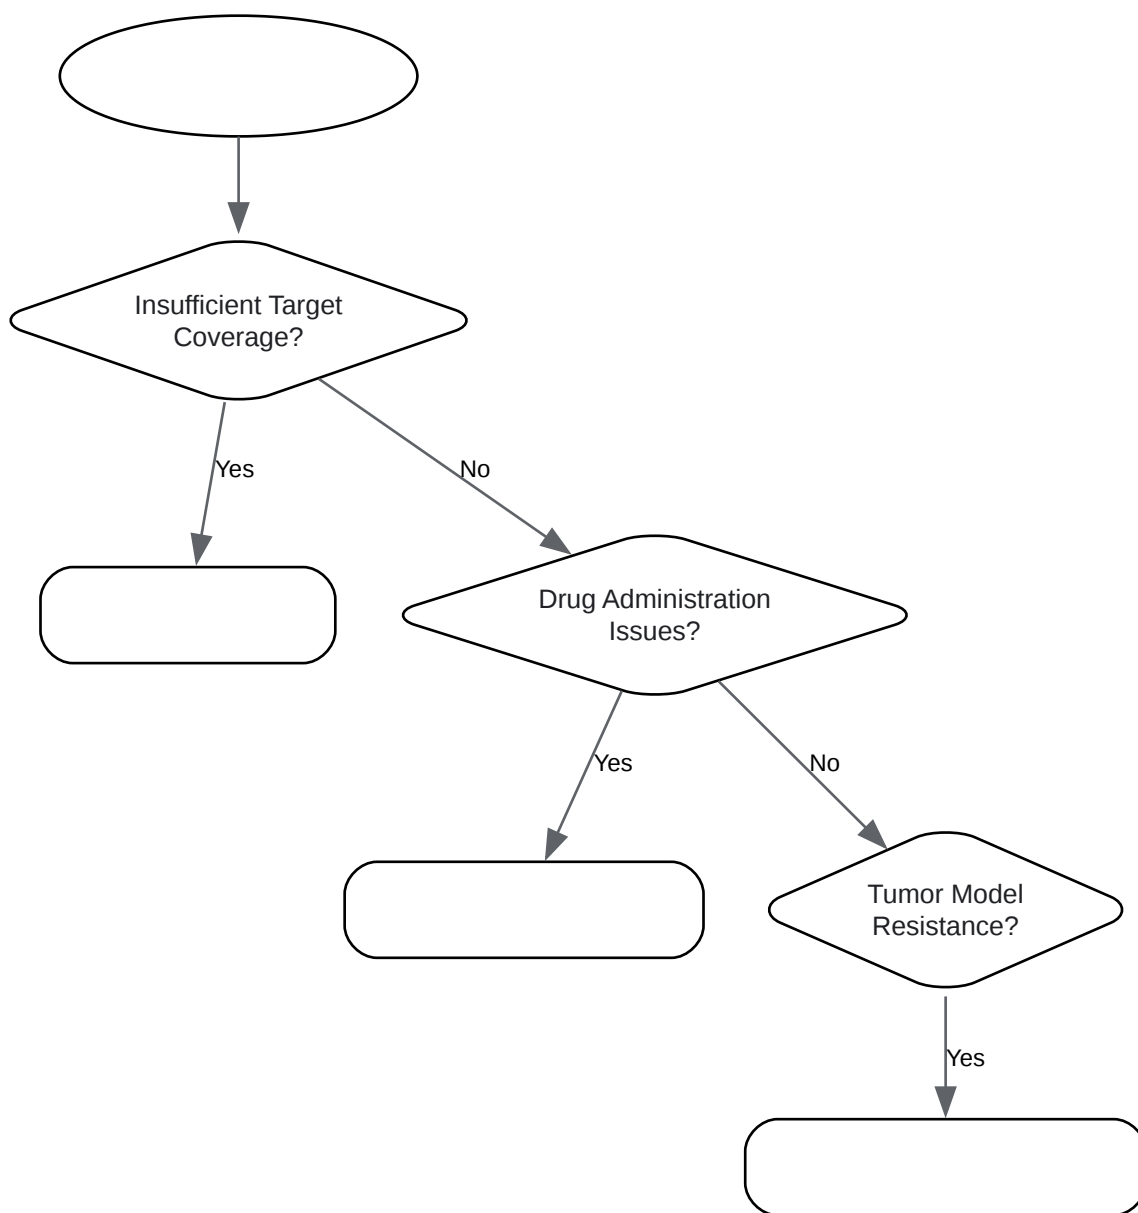 Insufficient Target
Coverage?
Yes
No
Drug Administration
Issues?
Yes
No
Tumor Model
Resistance?
Yes